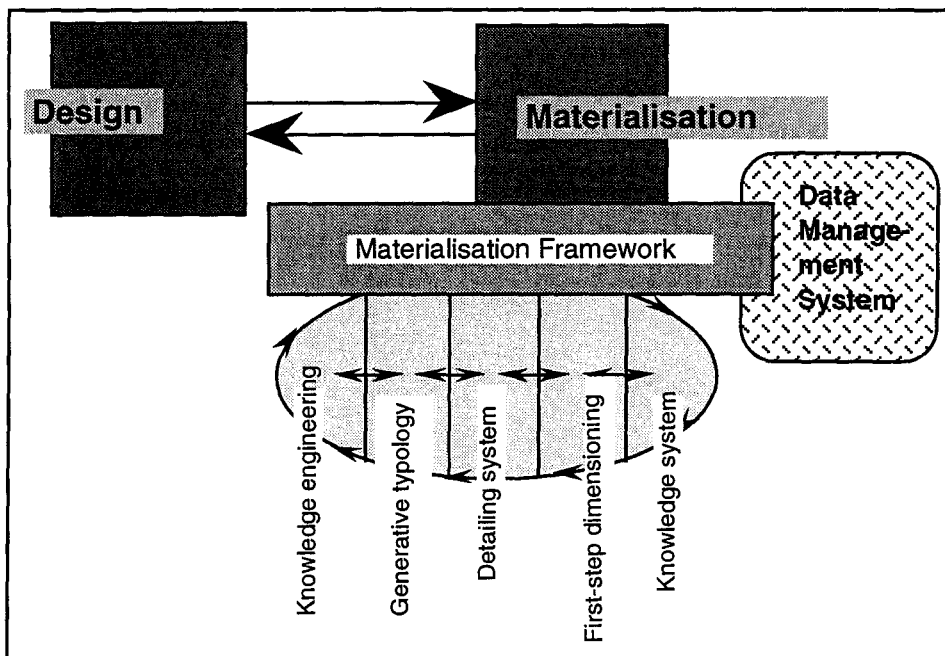 Design
Materialisation
Data
Manage-
ment
System
Materialisation Framework
Knowledge engineering
Generative typology
Detailing system
First-step dimensioning
Knowledge system